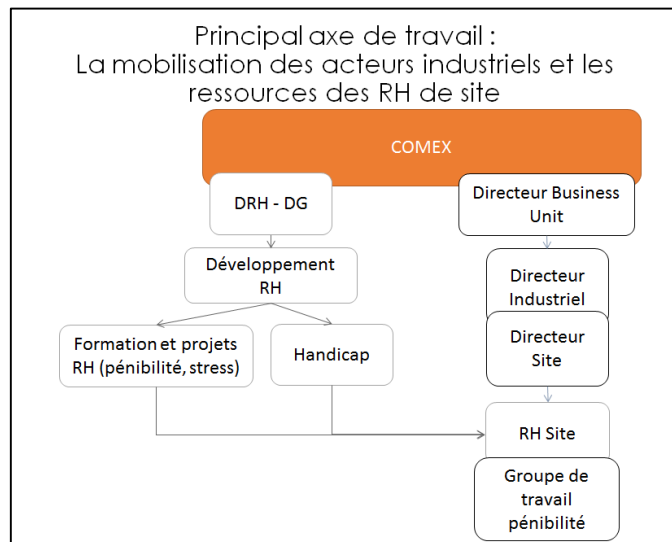 Principal axe de travail :
La mobilisation des acteurs industriels et les
ressources des RH de site
COMEX
DRH - DG
Directeur Business
Unit
Développement
RH
Directeur
Industriel
Formation et projets
RH (pénibilité, stress)
Handicap
Directeur
Site
RH Site
Groupe de
travail
pénibilité